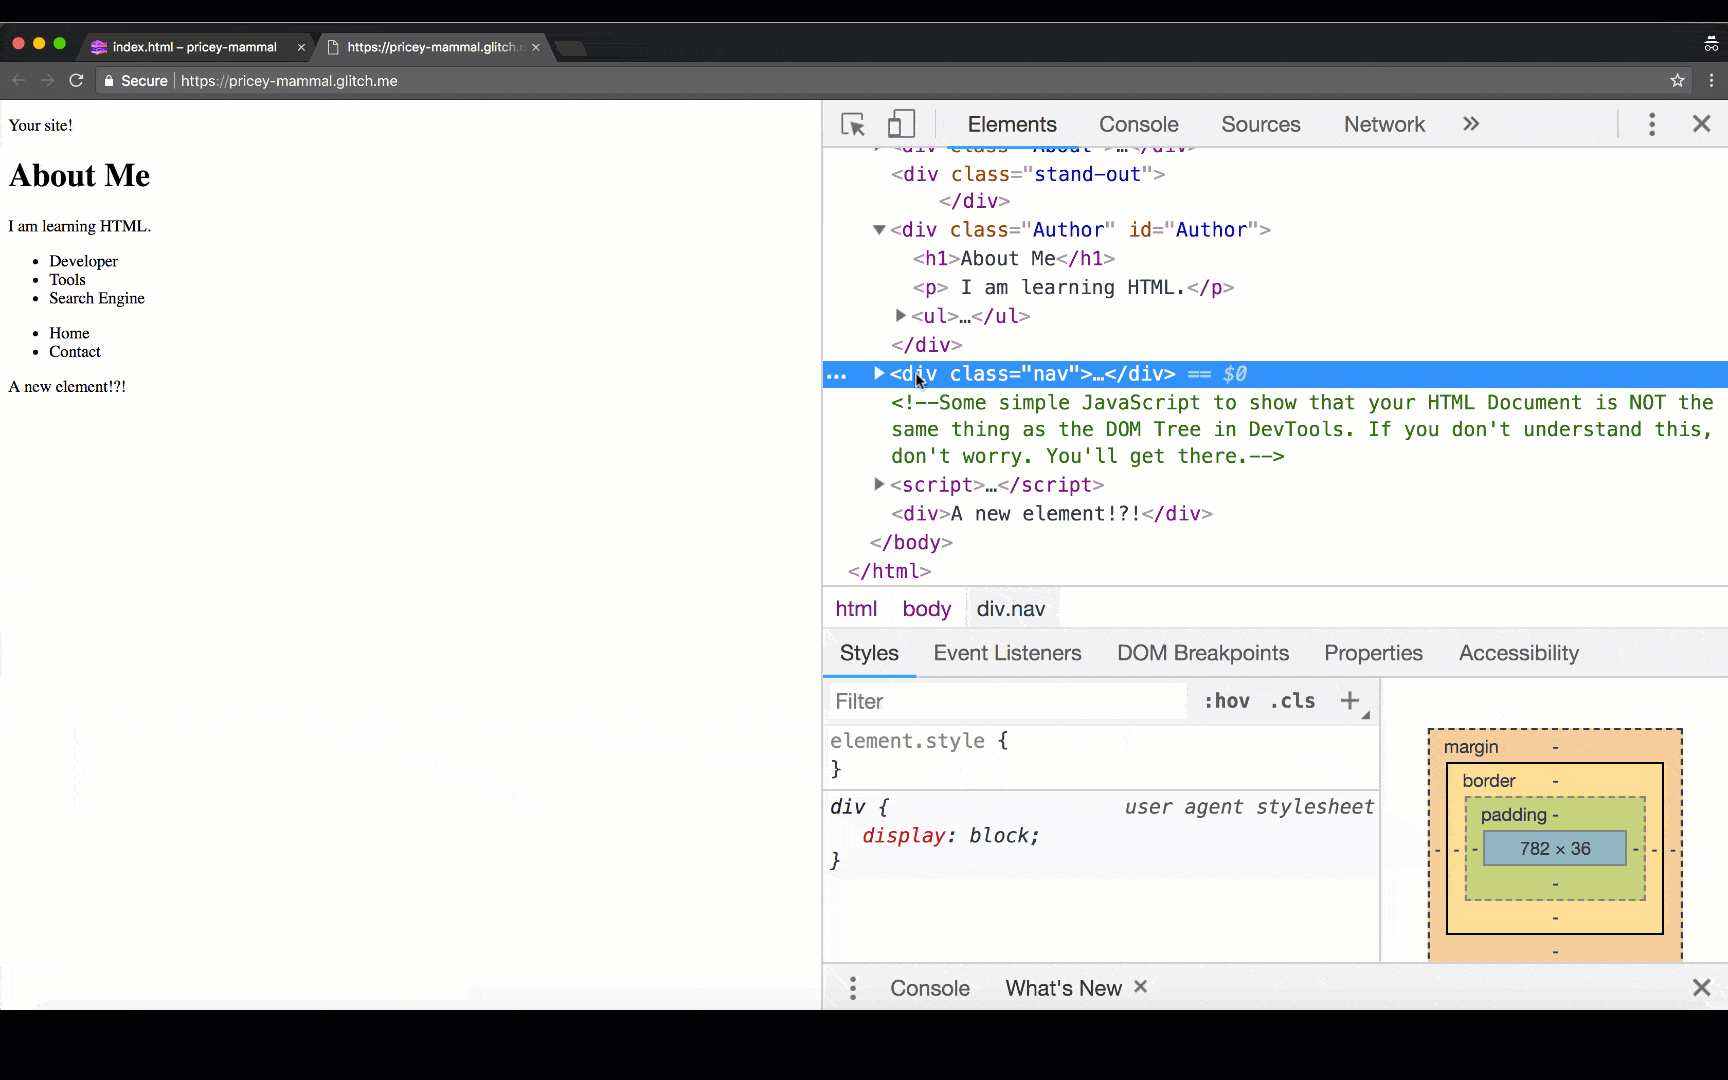 index.html – pricey-mammal
https://pricey-mammal.glitch.
Secure
https://pricey-mammal.glitch.me
Your site!
About Me
I am learning HTML.
• Developer
• Tools
• Search Engine
• Home
• Contact
A new element!?!
Elements Console Sources Network »
<div class="About">…</div>
<div class="stand-out">
</div>
<div class="Author" id="Author">
<h1>About Me</h1>
<p> I am learning HTML.</p>
<ul>…</ul>
</div>
… <div class="nav">…</div> == $0
<!--Some simple JavaScript to show that your HTML Document is NOT the
same thing as the DOM Tree in DevTools. If you don't understand this,
don't worry. You'll get there.-->
<script>…</script>
<div>A new element!?!</div>
</body>
</html>
html body div.nav
Styles Event Listeners DOM Breakpoints Properties Accessibility
Filter :hov .cls +
element.style {
}
div { user agent stylesheet
display: block;
}
margin -
border -
padding -
- - - 782 × 36 - - -
-
-
-
Console What's New ×